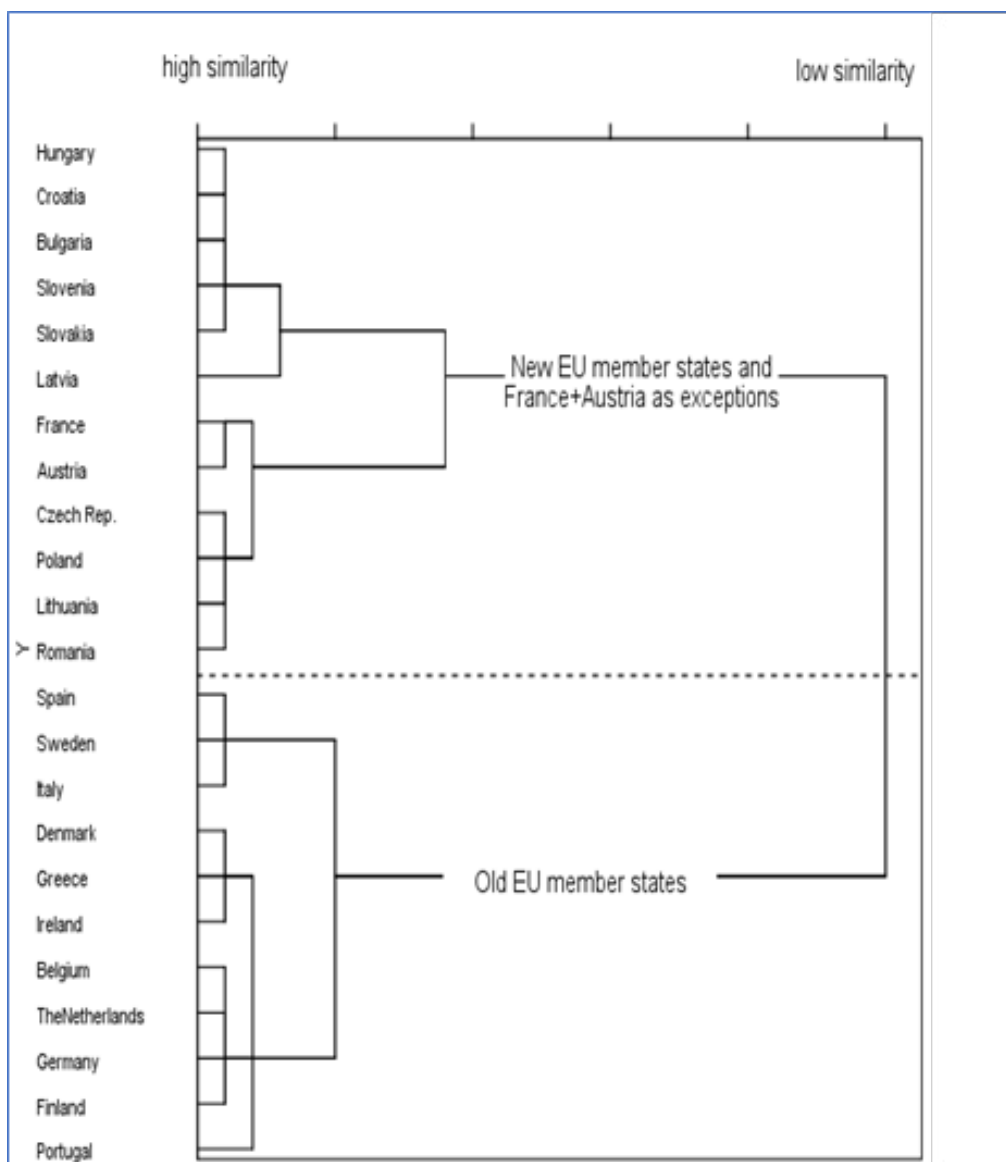 high similarity
low similarity
Hungary
Croatia
Bulgaria
Slovenia
Slovakia
Latvia
New EU member states and
France+Austria as exceptions
France
Austria
Czech Rep.
Poland
Lithuania
Y
Romania
Spain
Sweden
Italy
Denmark
Greece
Old EU member states
Ireland
Belgium
TheNetherlands
Germany
Finland
Portugal